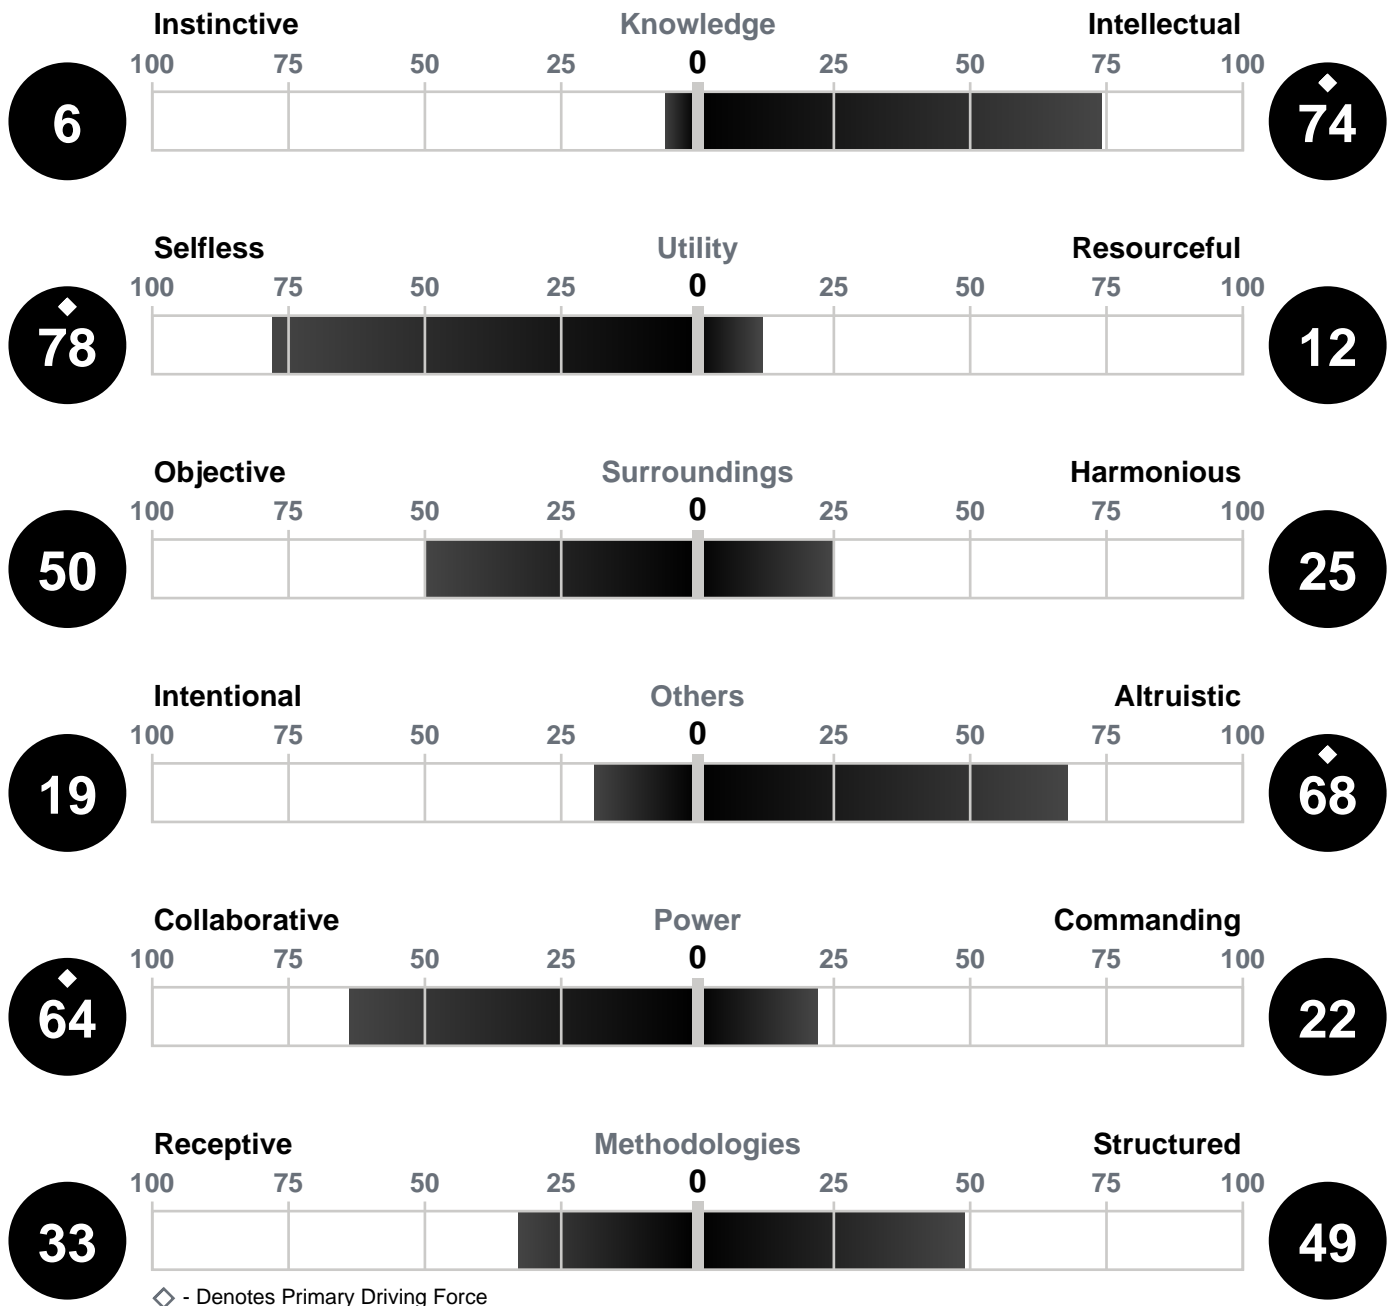 Instinctive Knowledge Intellectual
100 75 50 25 0 25 50 75 100
6 74
Selfless Utility Resourceful
100 75 50 25 0 25 50 75 100
78 12
Objective Surroundings Harmonious
100 75 50 25 0 25 50 75 100
50 25
Intentional Others Altruistic
100 75 50 25 0 25 50 75 100
19 68
Collaborative Power Commanding
100 75 50 25 0 25 50 75 100
64 22
Receptive Methodologies Structured
100 75 50 25 0 25 50 75 100
33 49
- Denotes Primary Driving Force